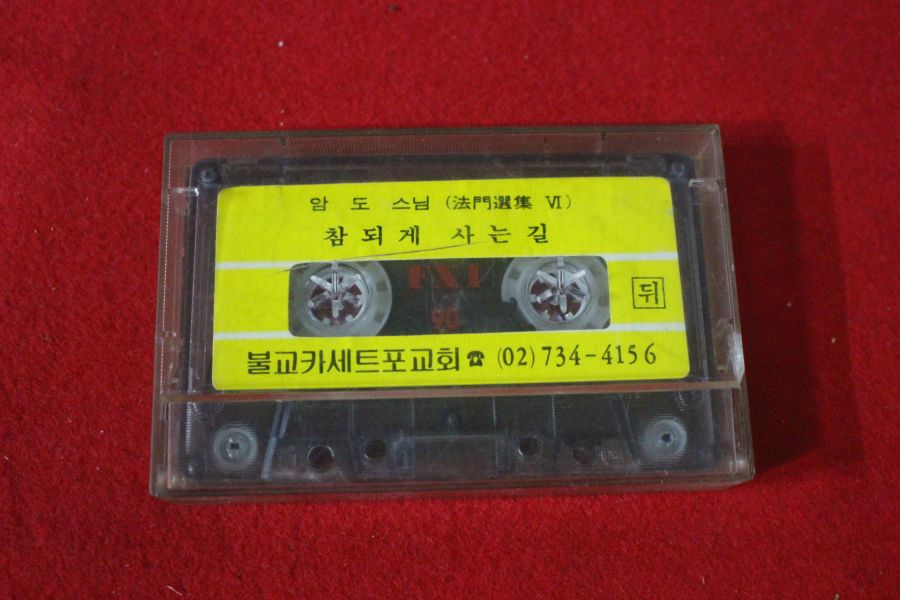 암 도 스님 (法門選集 Ⅵ)
참되게 사는길
뒤
불교카세트포교회 ☎ (02) 734-4156